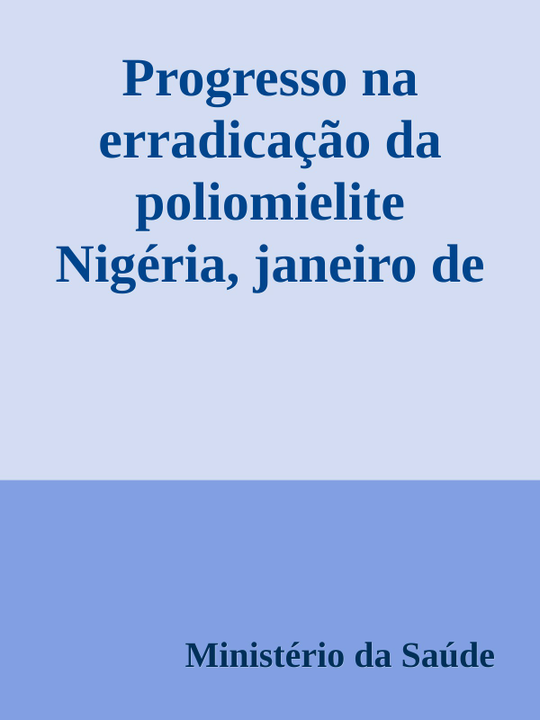 Progresso na
erradicação da
poliomielite
Nigéria, janeiro de
Ministério da Saúde